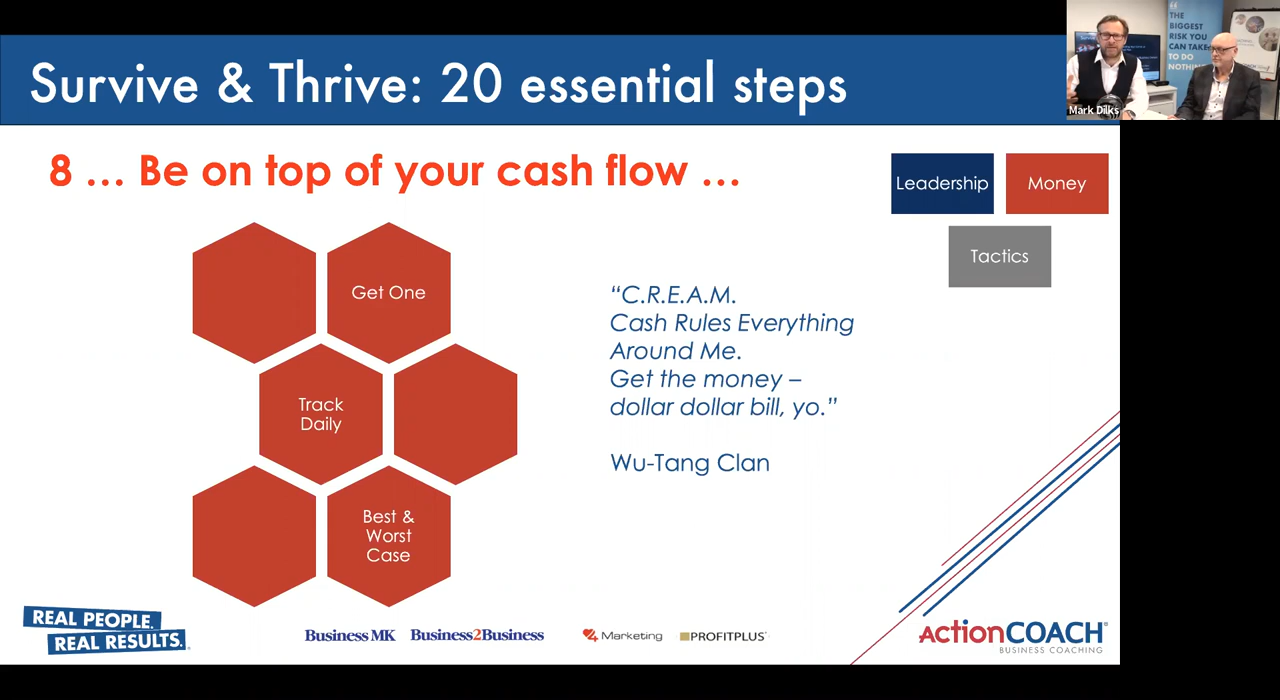 Survive & Thrive: 20 essential steps
THE
BIGGEST
RISK YOU
CAN TAKE
TO DO
NOTHING
COACH
Mark Dilks
8 ... Be on top of your cash flow ...
Leadership
Money
Tactics
Get One
Track
Daily
Best &
Worst
Case
“C.R.E.A.M.
Cash Rules Everything
Around Me.
Get the money –
dollar dollar bill, yo.”
Wu-Tang Clan
REAL PEOPLE.
REAL RESULTS.
Business MK
Business2Business
4 Marketing
PROFITPLUS
ActionCOACH
BUSINESS COACHING